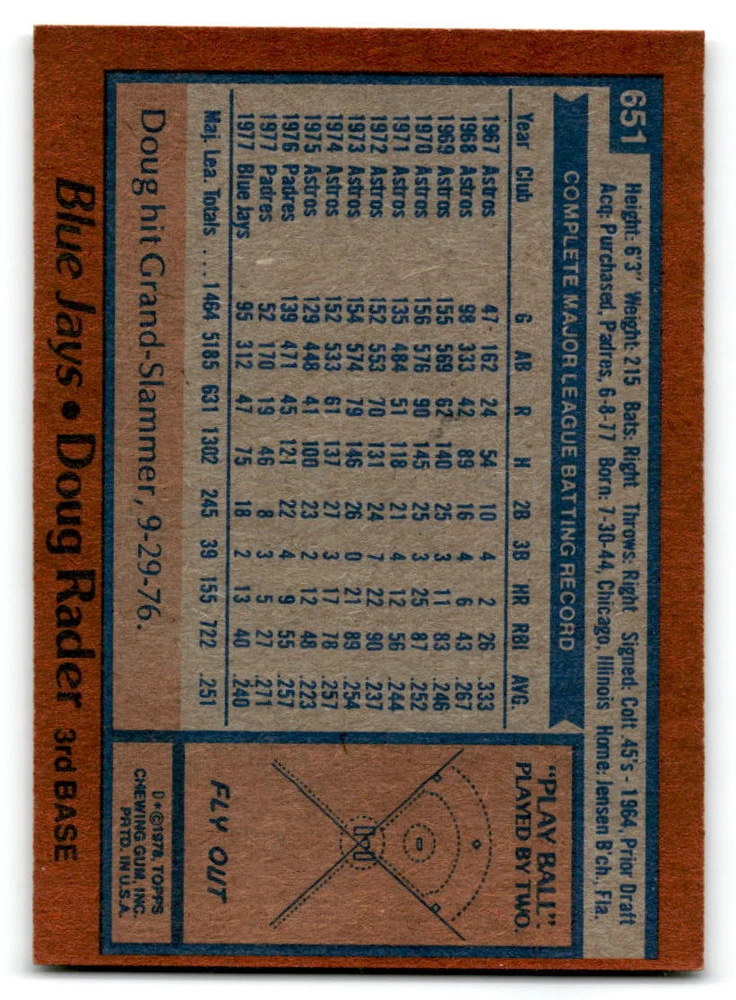 651
Height: 6'3" Weight: 215 Bats: Right Throws: Right Signed: Colt .45's - 1964, Prior Draft
Acq: Purchased, Padres, 6-8-77 Born: 7-30-44, Chicago, Illinois Home: Jensen B'ch., Fla.
COMPLETE MAJOR LEAGUE BATTING RECORD
Year Club G AB R H 2B 3B HR RBI AVG.
1967 Astros 47 162 24 54 10 4 2 26 .333
1968 Astros 98 333 42 89 16 4 6 43 .267
1969 Astros 155 569 62 140 25 3 11 83 .246
1970 Astros 156 576 90 145 25 3 25 87 .252
1971 Astros 135 484 51 118 21 4 12 56 .244
1972 Astros 152 553 70 131 24 7 22 90 .237
1973 Astros 154 574 79 146 26 0 21 89 .254
1974 Astros 152 533 61 137 27 3 17 78 .257
1975 Astros 129 448 41 100 23 2 12 48 .223
1976 Padres 139 471 45 121 22 4 9 55 .257
1977 Padres 52 170 19 46 8 3 5 27 .271
1977 Blue Jays 95 312 47 75 18 2 13 40 .240
Maj. Lea. Totals . . . 1464 5185 631 1302 245 39 155 722 .251
Doug hit Grand-Slammer, 9-29-76.
"PLAY BALL".
PLAYED BY TWO.
FLY OUT
D*©1978, TOPPS
CHEWING GUM, INC.
PRTD. IN U.S.A.
Blue Jays • Doug Rader 3rd BASE